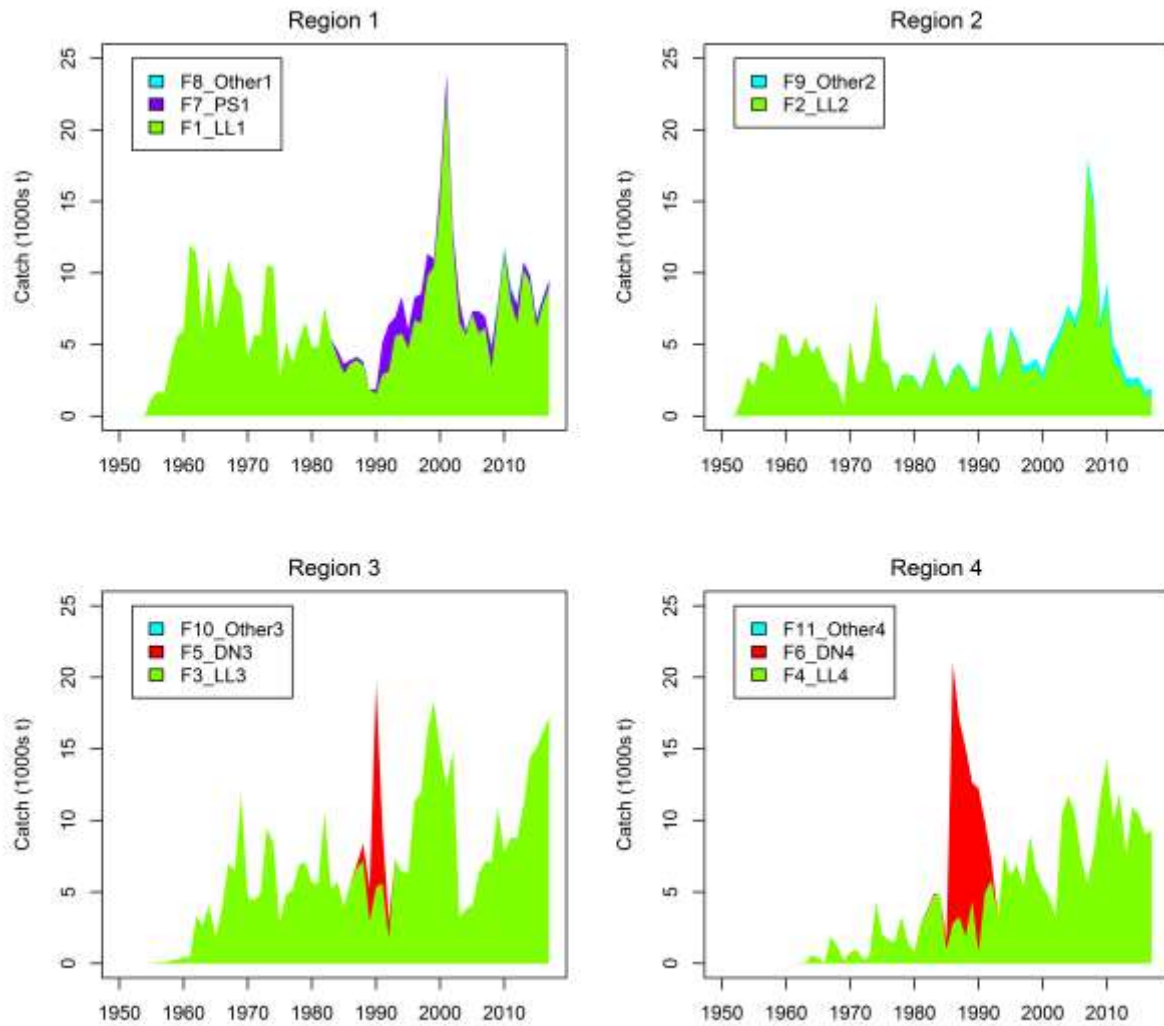 Region 1
Catch (1000s t)
25
20
15
10
5
0
F8_Other1
F7_PS1
F1_LL1
1950 1960 1970 1980 1990 2000 2010
Region 2
Catch (1000s t)
25
20
15
10
5
0
F9_Other2
F2_LL2
1950 1960 1970 1980 1990 2000 2010
Region 3
Catch (1000s t)
25
20
15
10
5
0
F10_Other3
F5_DN3
F3_LL3
1950 1960 1970 1980 1990 2000 2010
Region 4
Catch (1000s t)
25
20
15
10
5
0
F11_Other4
F6_DN4
F4_LL4
1950 1960 1970 1980 1990 2000 2010